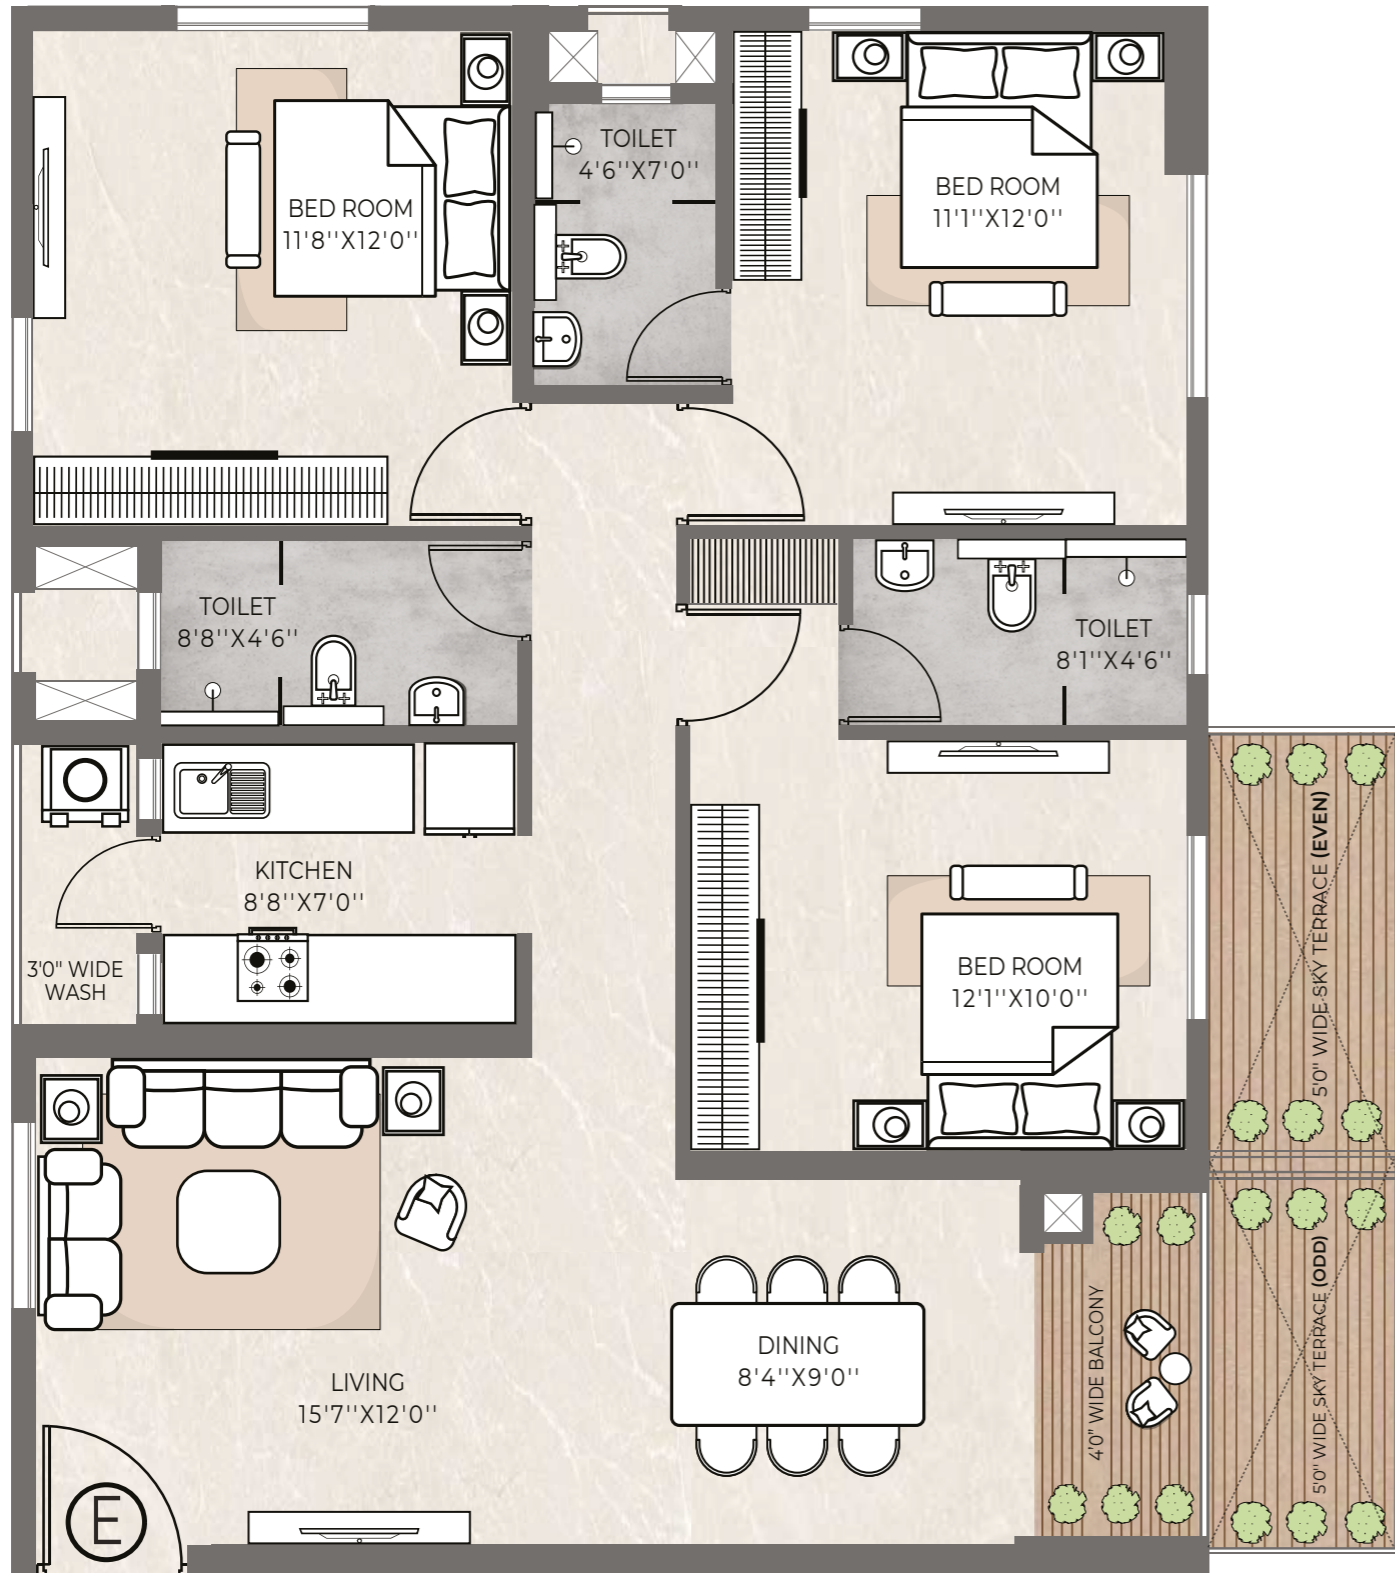 TOILET
4'6''X7'0''
BED ROOM
11'1''X12'0''
BED ROOM
11'8''X12'0''
TOILET
8'8''X4'6''
TOILET
8'1''X4'6''
KITCHEN
8'8''X7'0''
3'0" WIDE
WASH
BED ROOM
12'1''X10'0''
5'0" WIDE SKY TERRACE (EVEN)
LIVING
15'7''X12'0''
DINING
8'4''X9'0''
4'0" WIDE BALCONY
5'0" WIDE SKY TERRACE (ODD)
E